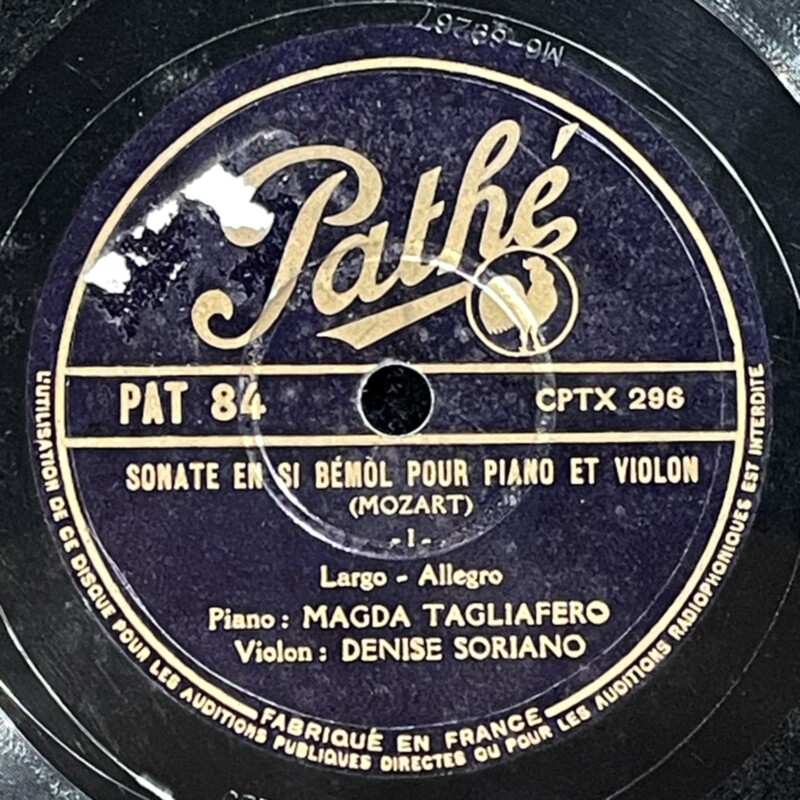 M6-69267
Pathé
PAT 84
CPTX 296
SONATE EN SI BÉMOL POUR PIANO ET VIOLON
(MOZART)
-1-
Largo - Allegro
Piano : MAGDA TAGLIAFERO
Violon : DENISE SORIANO
FABRIQUÉ EN FRANCE
L'UTILISATION DE CE DISQUE POUR LES AUDITIONS PUBLIQUES DIRECTES OU POUR LES AUDITIONS RADIOPHONIQUES EST INTERDITE